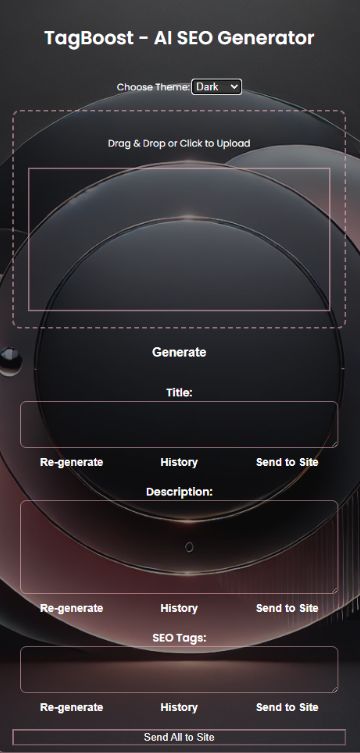 TagBoost - AI SEO Generator
Choose Theme: Dark
Drag & Drop or Click to Upload
Generate
Title:
Re-generate History Send to Site
Description:
Re-generate History Send to Site
SEO Tags:
Re-generate History Send to Site
Send All to Site